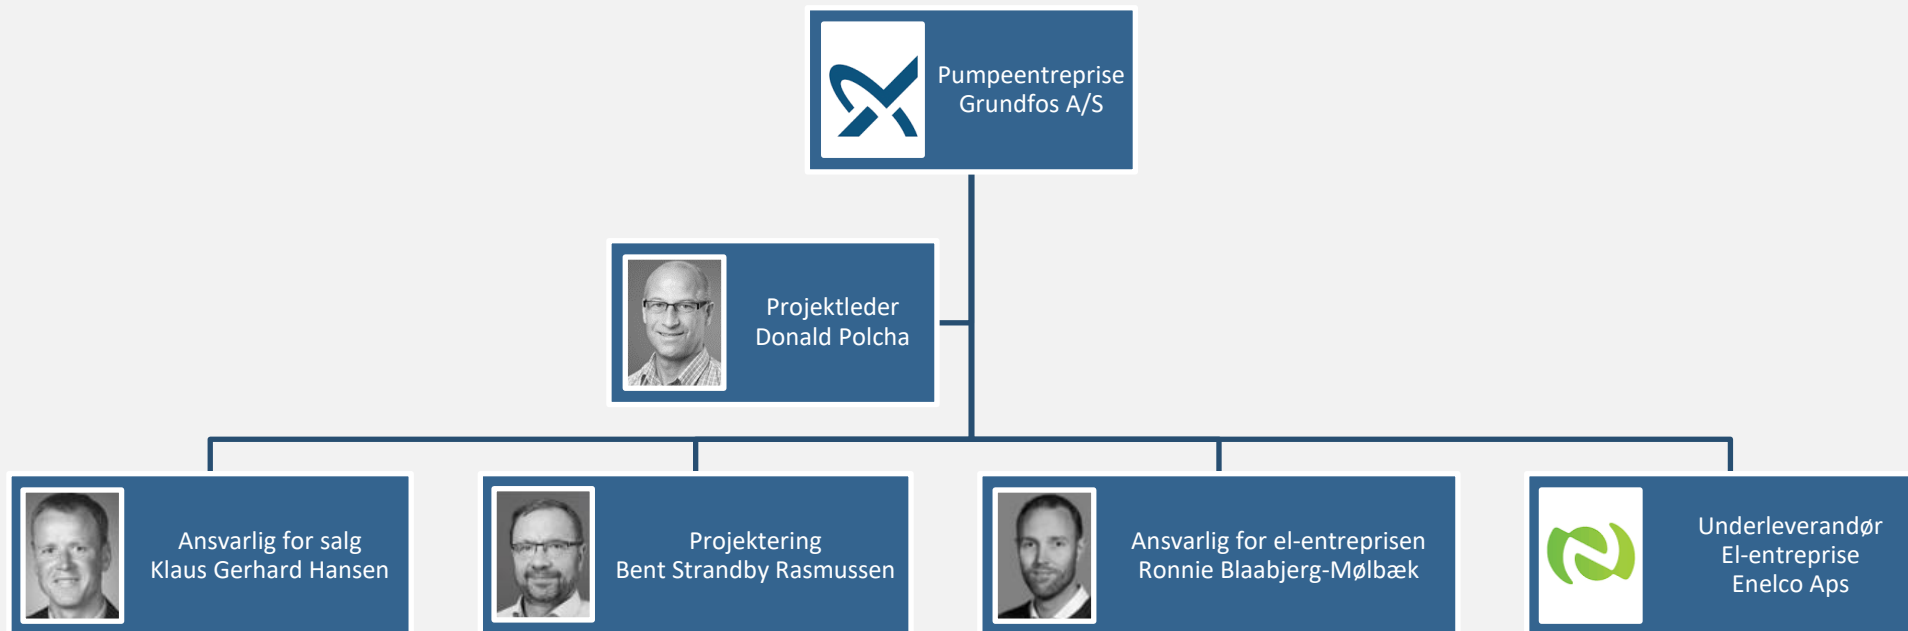 Pumpeentreprise
Grundfos A/S
Projektleder
Donald Polcha
Ansvarlig for salg
Klaus Gerhard Hansen
Projektering
Bent Strandby Rasmussen
Ansvarlig for el-entreprisen
Ronnie Blaabjerg-Mølbæk
Underleverandør
El-entreprise
Enelco Aps